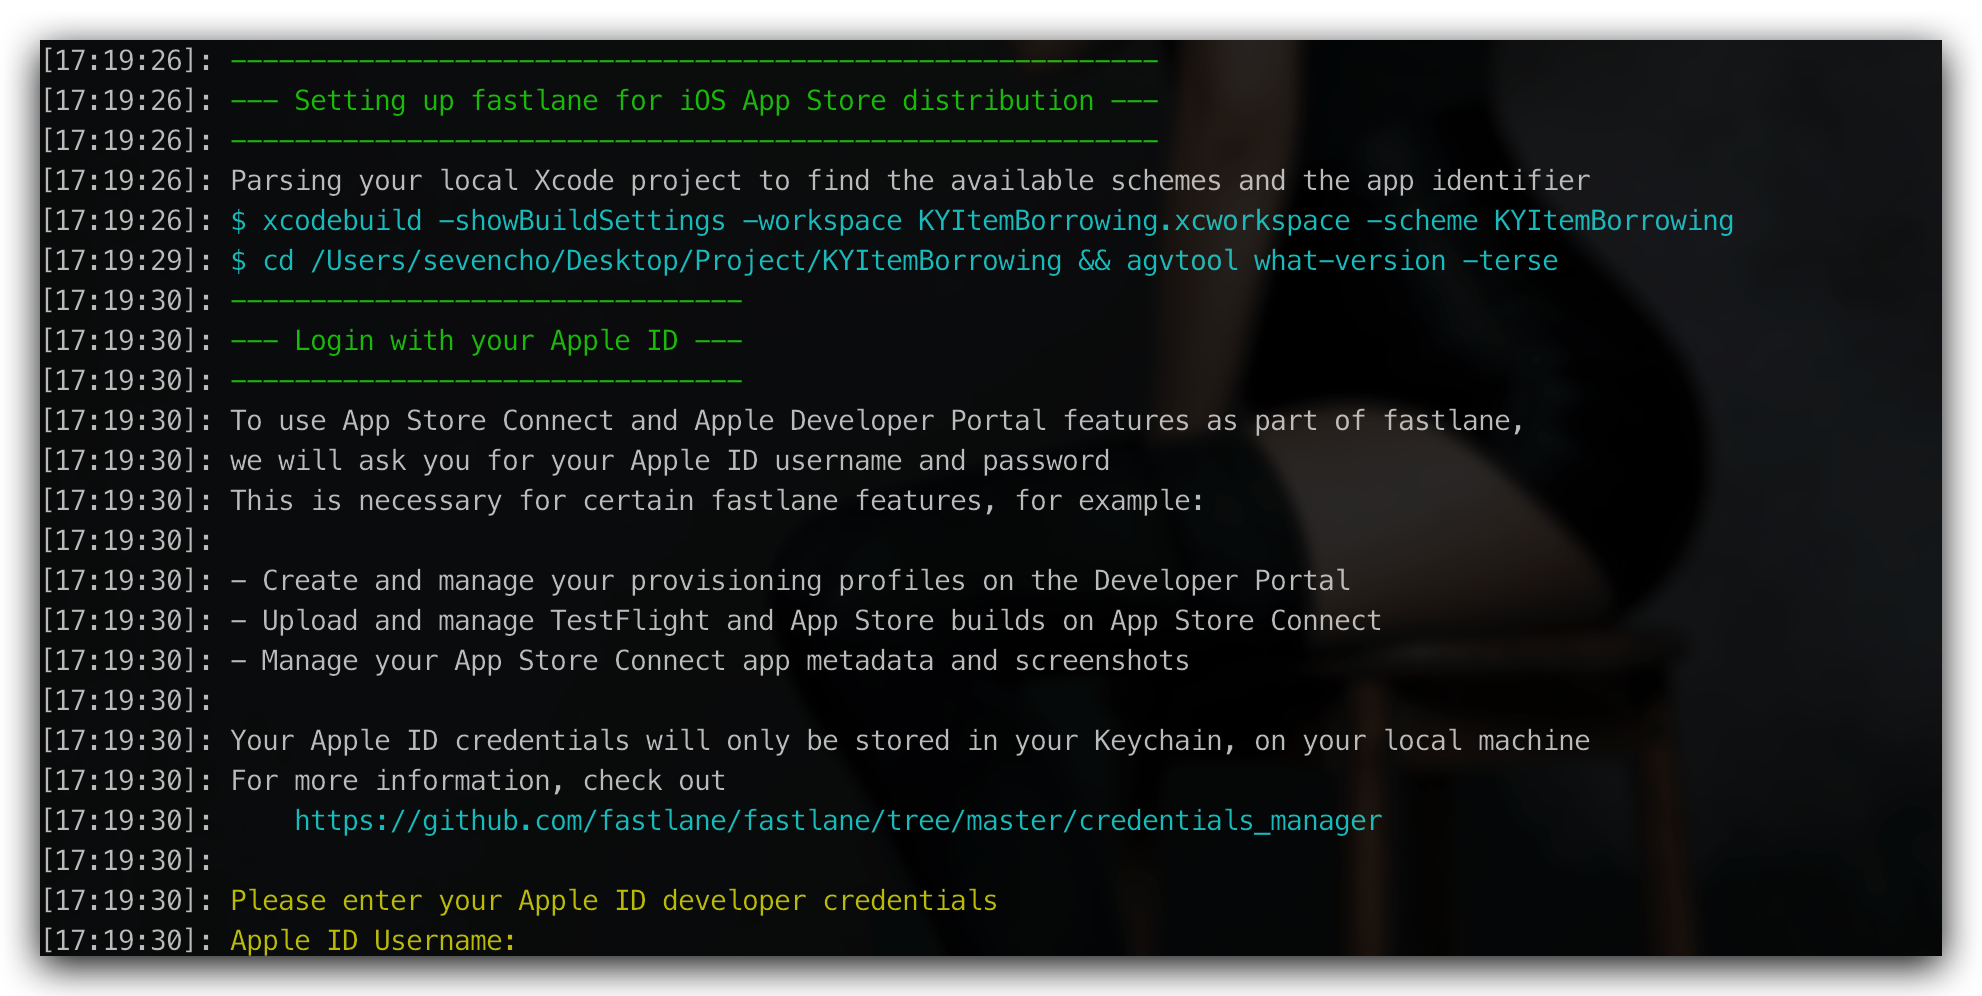 [17:19:26]: ----------------------------------------------------------
[17:19:26]: --- Setting up fastlane for iOS App Store distribution ---
[17:19:26]: ----------------------------------------------------------
[17:19:26]: Parsing your local Xcode project to find the available schemes and the app identifier
[17:19:26]: $ xcodebuild -showBuildSettings -workspace KYItemBorrowing.xcworkspace -scheme KYItemBorrowing
[17:19:29]: $ cd /Users/sevencho/Desktop/Project/KYItemBorrowing && agvtool what-version -terse
[17:19:30]: --------------------------------
[17:19:30]: --- Login with your Apple ID ---
[17:19:30]: --------------------------------
[17:19:30]: To use App Store Connect and Apple Developer Portal features as part of fastlane,
[17:19:30]: we will ask you for your Apple ID username and password
[17:19:30]: This is necessary for certain fastlane features, for example:
[17:19:30]:
[17:19:30]: - Create and manage your provisioning profiles on the Developer Portal
[17:19:30]: - Upload and manage TestFlight and App Store builds on App Store Connect
[17:19:30]: - Manage your App Store Connect app metadata and screenshots
[17:19:30]:
[17:19:30]: Your Apple ID credentials will only be stored in your Keychain, on your local machine
[17:19:30]: For more information, check out
[17:19:30]:     https://github.com/fastlane/fastlane/tree/master/credentials_manager
[17:19:30]:
[17:19:30]: Please enter your Apple ID developer credentials
[17:19:30]: Apple ID Username: